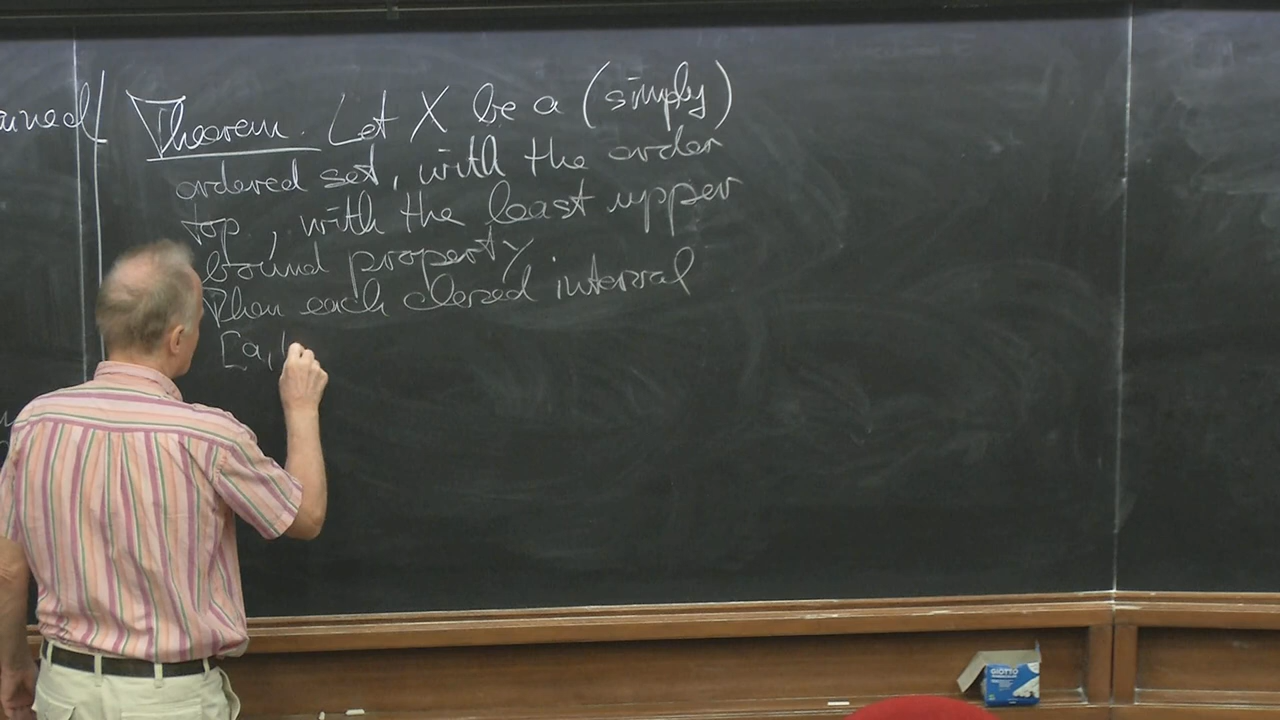 Theorem. Let X be a (simply)
ordered set, with the order
top, with the least upper
bound property
Then each closed interval
[a,
GIOTTO